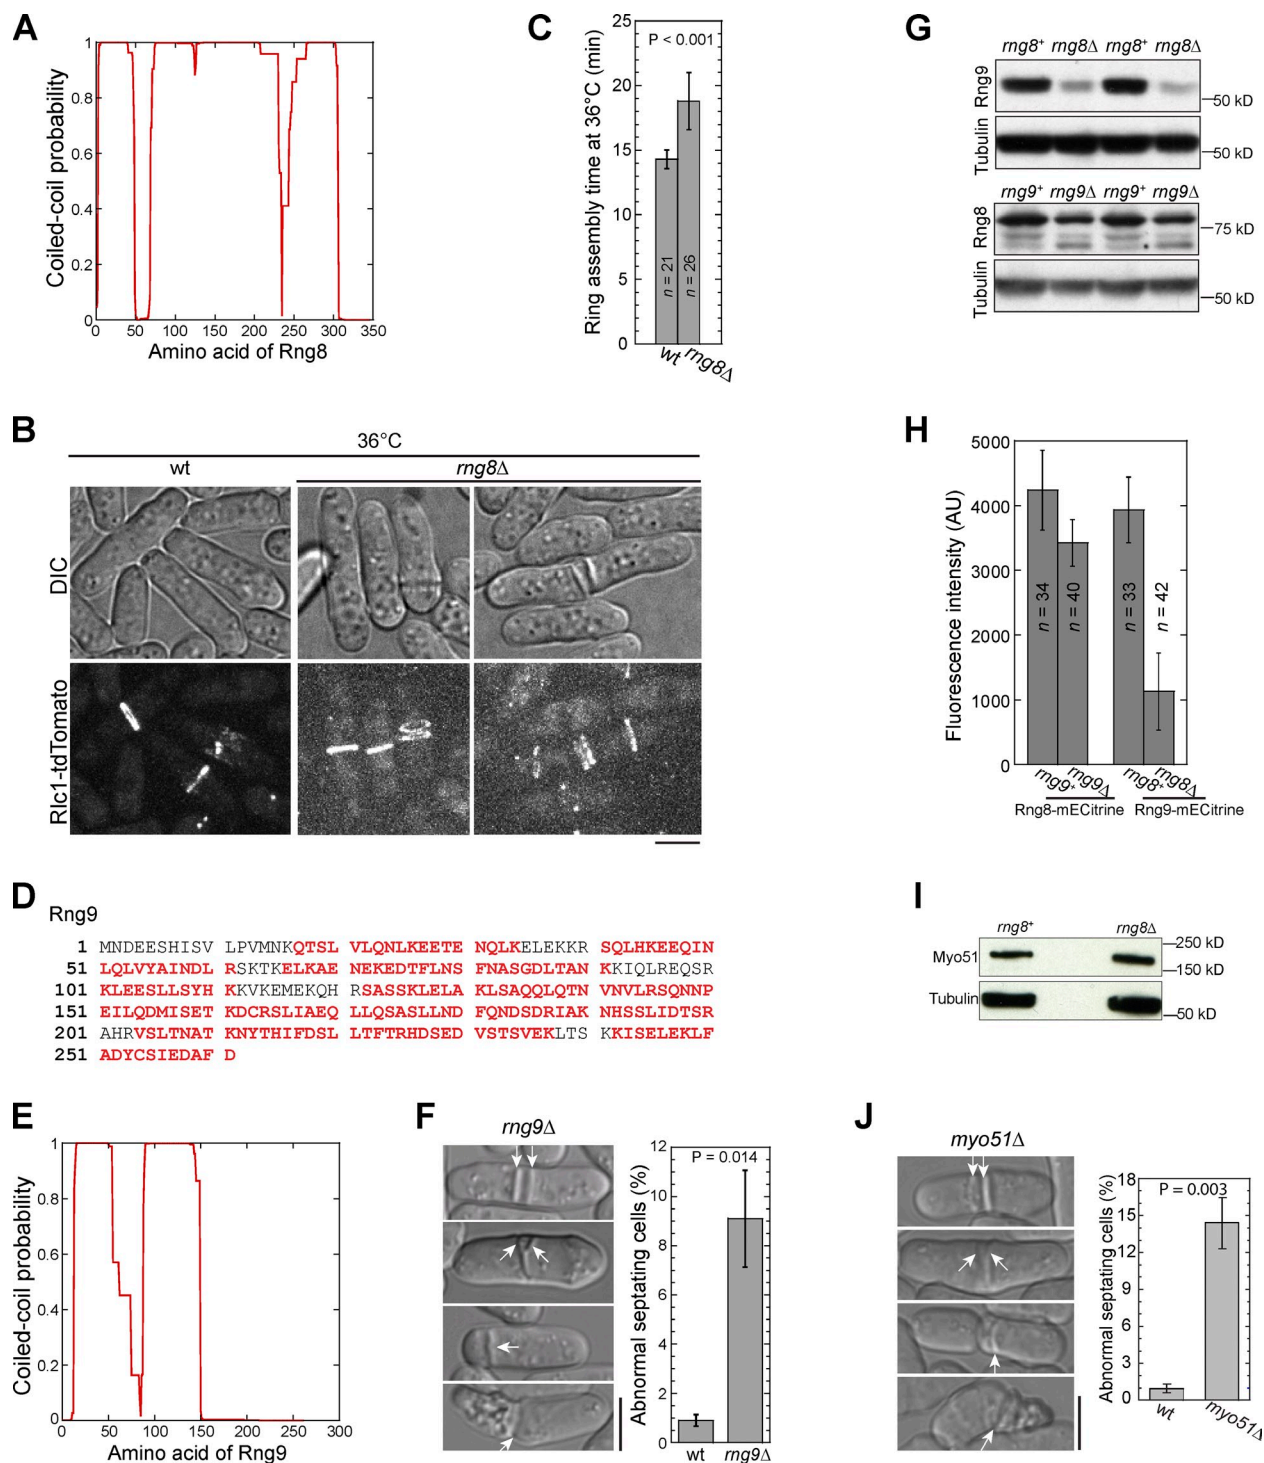 A
Coiled-coil probability
1
0.8
0.6
0.4
0.2
0 50 100 150 200 250 300 350
Amino acid of Rng8
C
Ring assembly time at 36°C (min)
25
20
15
10
5
0
P < 0.001
n = 21
n = 26
wt
rng8Δ
G
rng8⁺ rng8Δ rng8⁺ rng8Δ
Rng9
50 kD
Tubulin
50 kD
rng9⁺ rng9Δ rng9⁺ rng9Δ
Rng8
75 kD
Tubulin
50 kD
B
36°C
wt
rng8Δ
DIC
Rlc1-tdTomato
H
Fluorescence intensity (AU)
5000
4000
3000
2000
1000
0
n = 34
n = 40
n = 33
n = 42
rng9⁺ rng9Δ rng8⁺ rng8Δ
Rng8-mECitrine Rng9-mECitrine
D
Rng9
1 MNDEESHISV LPVMNKQTSL VLQNLKEETE NQLKELEKKR SQLHKEEQIN
51 LQLVYAINDL RSKTKELKAE NEKEDTFLNS FNASGDLTAN KKIQLREQSR
101 KLEESLLSYH KKVKEMEKQH RSASSKLELA KLSAQQLQTN VNVLRSQNNP
151 EILQDMISET KDCRSLIAEQ LLQSASLLND FQNDSDRIAK NHSSLIDTSR
201 AHRVSLTNAT KNYTHIFDSL LTFTRHDSED VSTSVEKLTS KKISELEKLF
251 ADYCSIEDAF D
I
rng8⁺ rng8Δ
Myo51
250 kD
150 kD
Tubulin
50 kD
E
Coiled-coil probability
1
0.8
0.6
0.4
0.2
0
0 50 100 150 200 250 300
Amino acid of Rng9
F
rng9Δ
Abnormal septating cells (%)
12
10
8
6
4
2
0
P = 0.014
wt rng9Δ
J
myo51Δ
Abnormal septating cells (%)
18
15
12
9
6
3
0
P = 0.003
wt
myo51Δ